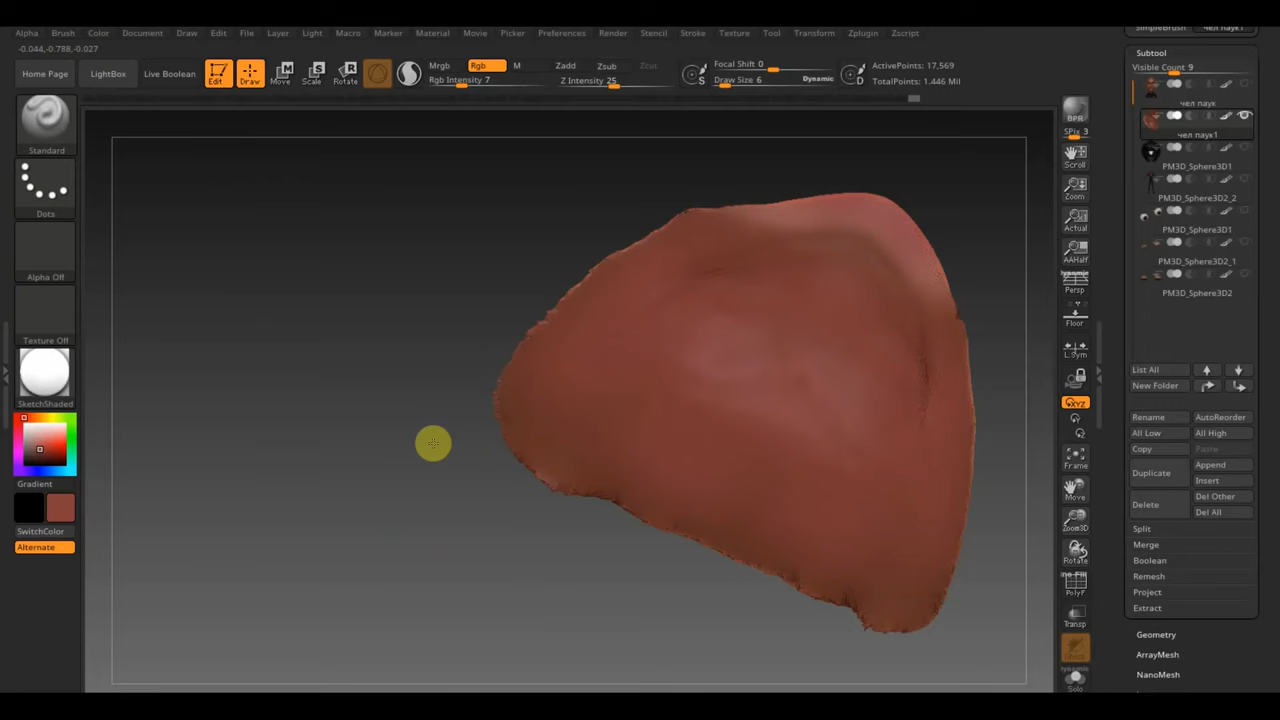 Alpha Brush Color Document Draw Edit File Layer Light Macro Marker Material Movie Picker Preferences Render Stencil Stroke Texture Tool Transform Zplugin Zscript
-0.044,-0.788,-0.027
Home Page LightBox Live Boolean Edit Draw Move Scale Rotate
Mrgb Rgb M Zadd Zsub Zcut
Rgb Intensity 7 Z Intensity 25
Focal Shift 0
Draw Size 6 Dynamic
ActivePoints: 17,569
TotalPoints: 1.446 Mil
Standard
Dots
Alpha Off
Texture Off
SketchShaded
Gradient
SwitchColor
Alternate
BPR
SPix 3
Scroll
Zoom
Actual
AAHalf
Persp
Floor
L.Sym
XYZ
Frame
Move
Zoom3D
Rotate
PolyF
Transp
Solo
SimpleBrush чел паук1
Subtool
Visible Count 9
чел паук
чел паук1
PM3D_Sphere3D1
PM3D_Sphere3D2_2
PM3D_Sphere3D1
PM3D_Sphere3D2_1
PM3D_Sphere3D2
List All
New Folder
Rename AutoReorder
All Low All High
Copy Paste
Duplicate Append
Insert
Delete Del Other
Del All
Split
Merge
Boolean
Remesh
Project
Extract
Geometry
ArrayMesh
NanoMesh